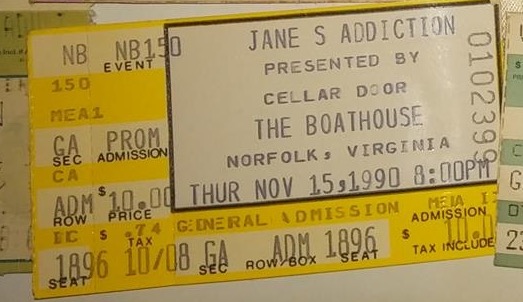 NB NB150
EVENT
150
MEA1
GA PROM
SEC ADMISSION
CA
ADM $10.00
ROW PRICE
$ .74
TAX
1896 10/08
SEAT
JANE S ADDICTION
PRESENTED BY
CELLAR DOOR
THE BOATHOUSE
NORFOLK, VIRGINIA
THUR NOV 15,1990 8:00PM
0102399
GENERAL ADMISSION
ADMISSION
GA ADM 1896 $
SEC ROW/BOX SEAT TAX INCLUDE